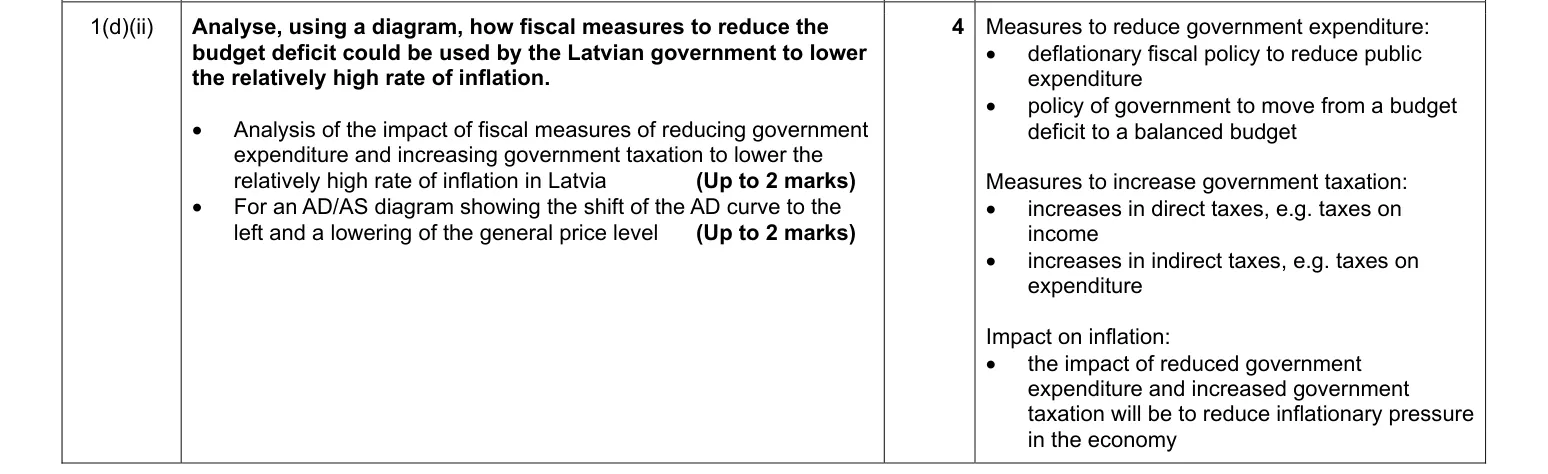 1(d)(ii)
Analyse, using a diagram, how fiscal measures to reduce the
budget deficit could be used by the Latvian government to lower
the relatively high rate of inflation.
• Analysis of the impact of fiscal measures of reducing government
expenditure and increasing government taxation to lower the
relatively high rate of inflation in Latvia (Up to 2 marks)
• For an AD/AS diagram showing the shift of the AD curve to the
left and a lowering of the general price level (Up to 2 marks)
4
Measures to reduce government expenditure:
• deflationary fiscal policy to reduce public
expenditure
• policy of government to move from a budget
deficit to a balanced budget
Measures to increase government taxation:
• increases in direct taxes, e.g. taxes on
income
• increases in indirect taxes, e.g. taxes on
expenditure
Impact on inflation:
• the impact of reduced government
expenditure and increased government
taxation will be to reduce inflationary pressure
in the economy